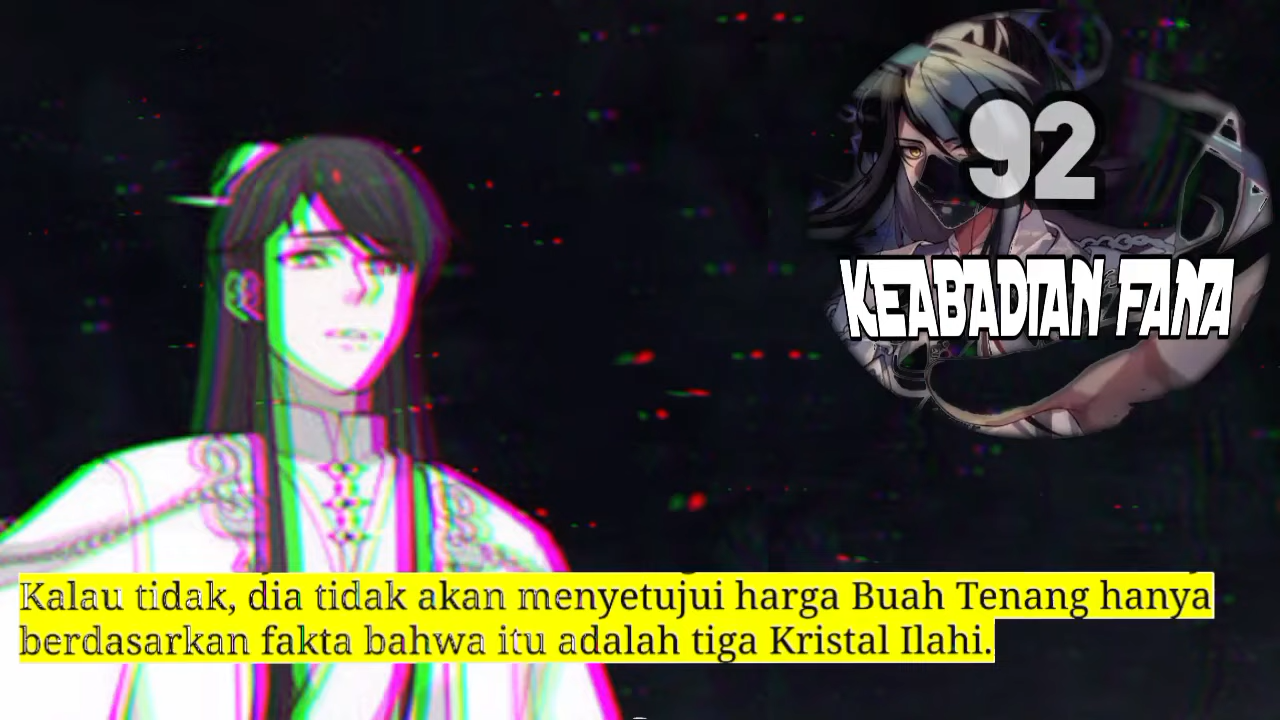 92
KEABADIAN FANA
Kalau tidak, dia tidak akan menyetujui harga Buah Tenang hanya
berdasarkan fakta bahwa itu adalah tiga Kristal Ilahi.